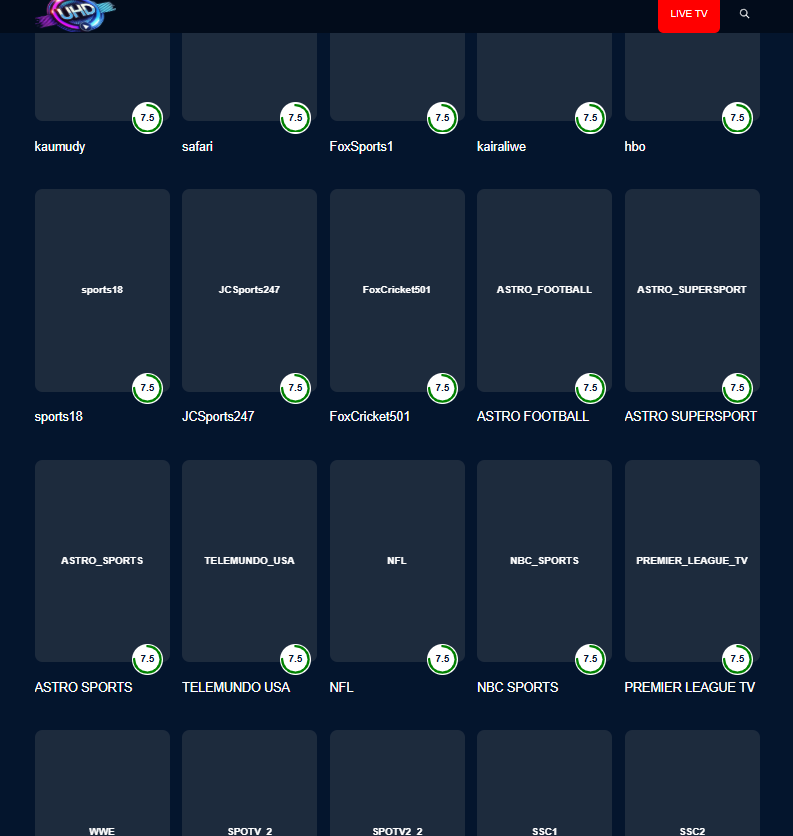 UHD
LIVE TV
7.5 7.5 7.5 7.5 7.5
kaumudy safari FoxSports1 kairaliwe hbo
sports18 JCSports247 FoxCricket501 ASTRO_FOOTBALL ASTRO_SUPERSPORT
7.5 7.5 7.5 7.5 7.5
sports18 JCSports247 FoxCricket501 ASTRO FOOTBALL ASTRO SUPERSPORT
ASTRO_SPORTS TELEMUNDO_USA NFL NBC_SPORTS PREMIER_LEAGUE_TV
7.5 7.5 7.5 7.5 7.5
ASTRO SPORTS TELEMUNDO USA NFL NBC SPORTS PREMIER LEAGUE TV
WWE SPOTV_2 SPOTV2_2 SSC1 SSC2